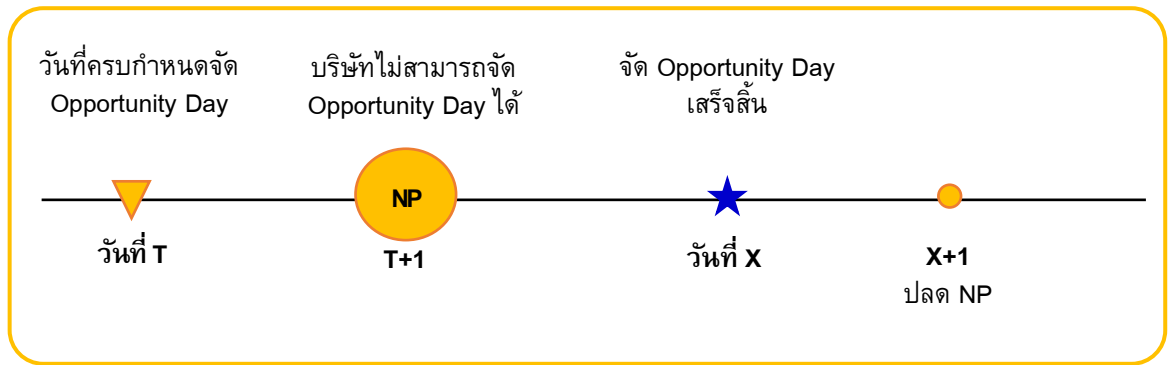 วันที่ครบกำหนดจัด
Opportunity Day
บริษัทไม่สามารถจัด
Opportunity Day ได้
จัด Opportunity Day
เสร็จสิ้น
NP
วันที่ T
T+1
วันที่ X
X+1
ปลด NP